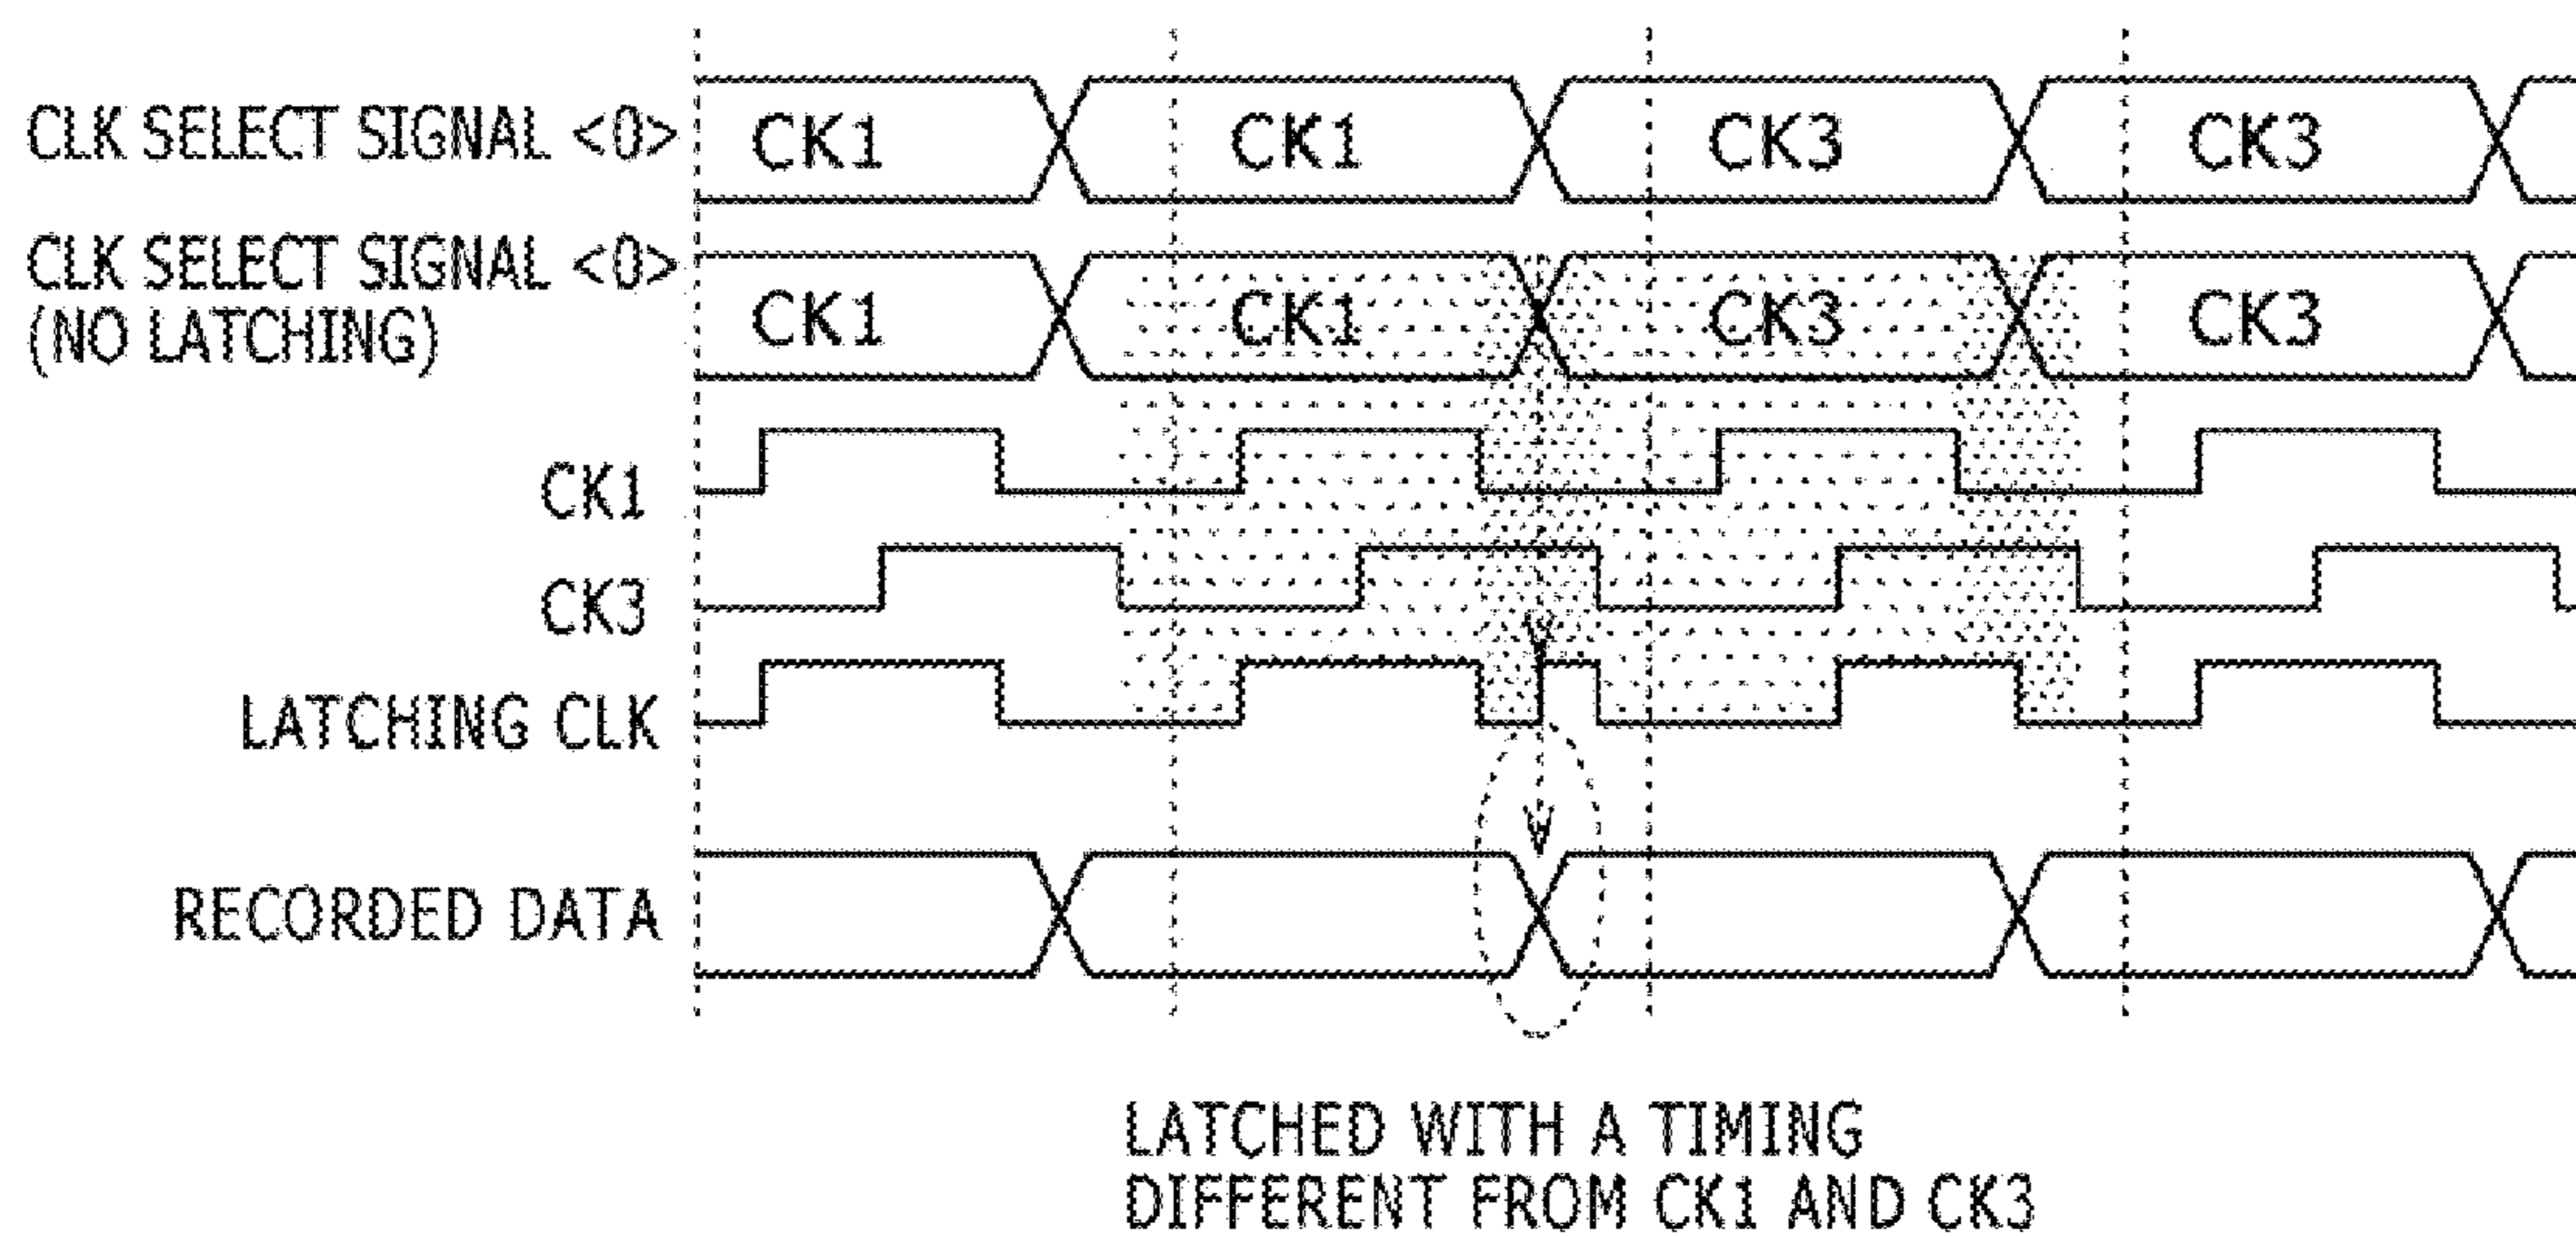 CLK SELECT SIGNAL <0> CK1 CK1 CK3 CK3
CLK SELECT SIGNAL <0>
(NO LATCHING) CK1 CK1 CK3 CK3
CK1
CK3
LATCHING CLK
RECORDED DATA
LATCHED WITH A TIMING
DIFFERENT FROM CK1 AND CK3